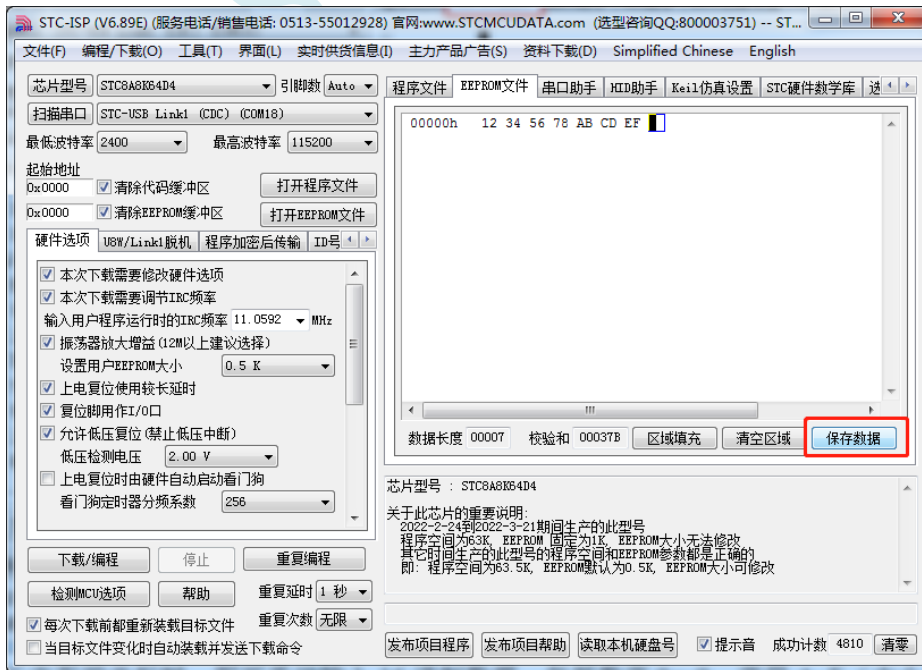 STC-ISP (V6.89E) (服务电话/销售电话: 0513-55012928) 官网:www.STCMCUDATA.com (选型咨询QQ:800003751) -- ST...
文件(F) 编程/下载(O) 工具(T) 界面(L) 实时供货信息(I) 主力产品广告(S) 资料下载(D) Simplified Chinese English
芯片型号 STC8A8K64D4 引脚数 Auto
扫描串口 STC-USB Link1 (CDC) (COM18)
最低波特率 2400 最高波特率 115200
起始地址
0x0000 清除代码缓冲区 打开程序文件
0x0000 清除EEPROM缓冲区 打开EEPROM文件
硬件选项 U8W/Link1脱机 程序加密后传输 ID号
本次下载需要修改硬件选项
本次下载需要调节IRC频率
输入用户程序运行时的IRC频率 11.0592 MHz
振荡器放大增益(12M以上建议选择)
设置用户EEPROM大小 0.5 K
上电复位使用较长延时
复位脚用作I/O口
允许低压复位(禁止低压中断)
低压检测电压 2.00 V
上电复位时由硬件自动启动看门狗
看门狗定时器分频系数 256
下载/编程 停止 重复编程
检测MCU选项 帮助 重复延时 1 秒
每次下载前都重新装载目标文件 重复次数 无限
当目标文件变化时自动装载并发送下载命令
程序文件 EEPROM文件 串口助手 HID助手 Keil仿真设置 STC硬件数学库
00000h 12 34 56 78 AB CD EF
数据长度 00007 校验和 0037B 区域填充 清空区域 保存数据
芯片型号 : STC8A8K64D4
关于此芯片的重要说明:
2022-2-24到2022-3-21期间生产的此型号
程序空间为63K, EEPROM 固定为1K, EEPROM大小无法修改
其它时间生产的此型号的程序空间和EEPROM参数都是正确的
即: 程序空间为63.5K, EEPROM默认为0.5K, EEPROM大小可修改
发布项目程序 发布项目帮助 读取本机硬盘号 提示音 成功计数 4810 清零